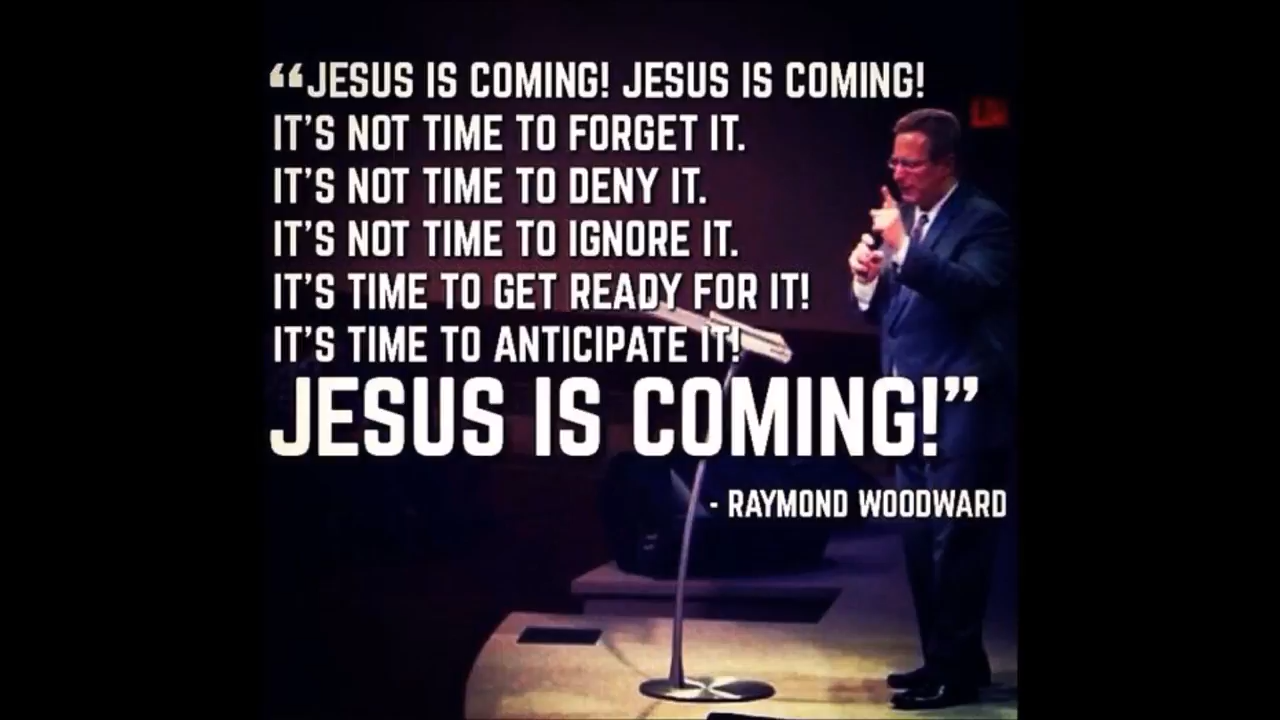 “JESUS IS COMING! JESUS IS COMING!
IT’S NOT TIME TO FORGET IT.
IT’S NOT TIME TO DENY IT.
IT’S NOT TIME TO IGNORE IT.
IT’S TIME TO GET READY FOR IT!
IT’S TIME TO ANTICIPATE IT!
JESUS IS COMING!”
- RAYMOND WOODWARD